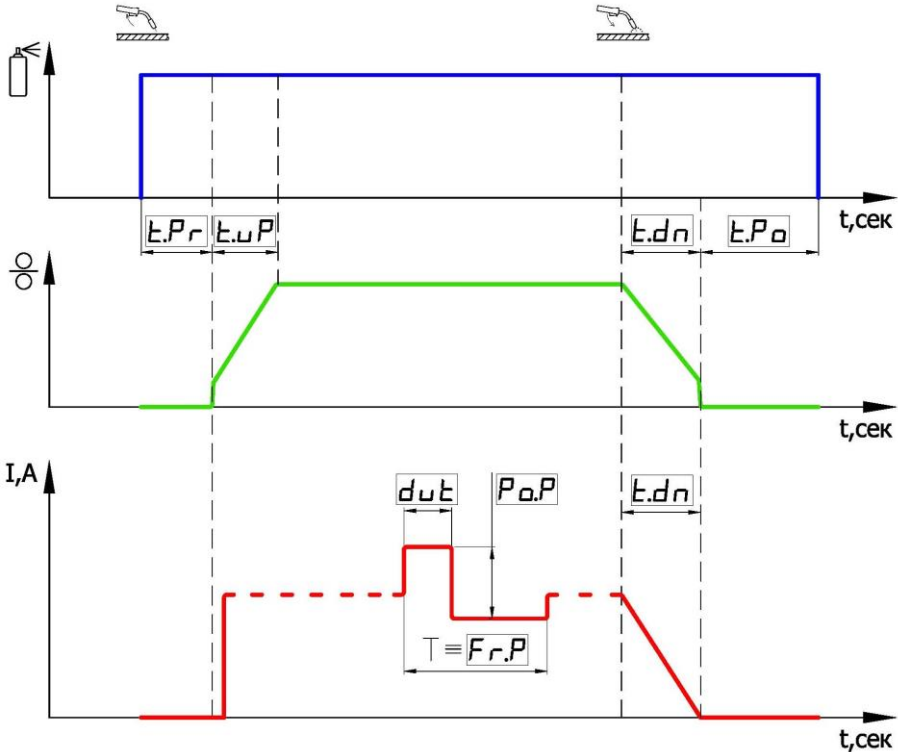 t,сек
t.Pr t.uP t.dn t.Po
t,сек
I,A
dut Po.P t.dn
T ≡ Fr.P
t,сек